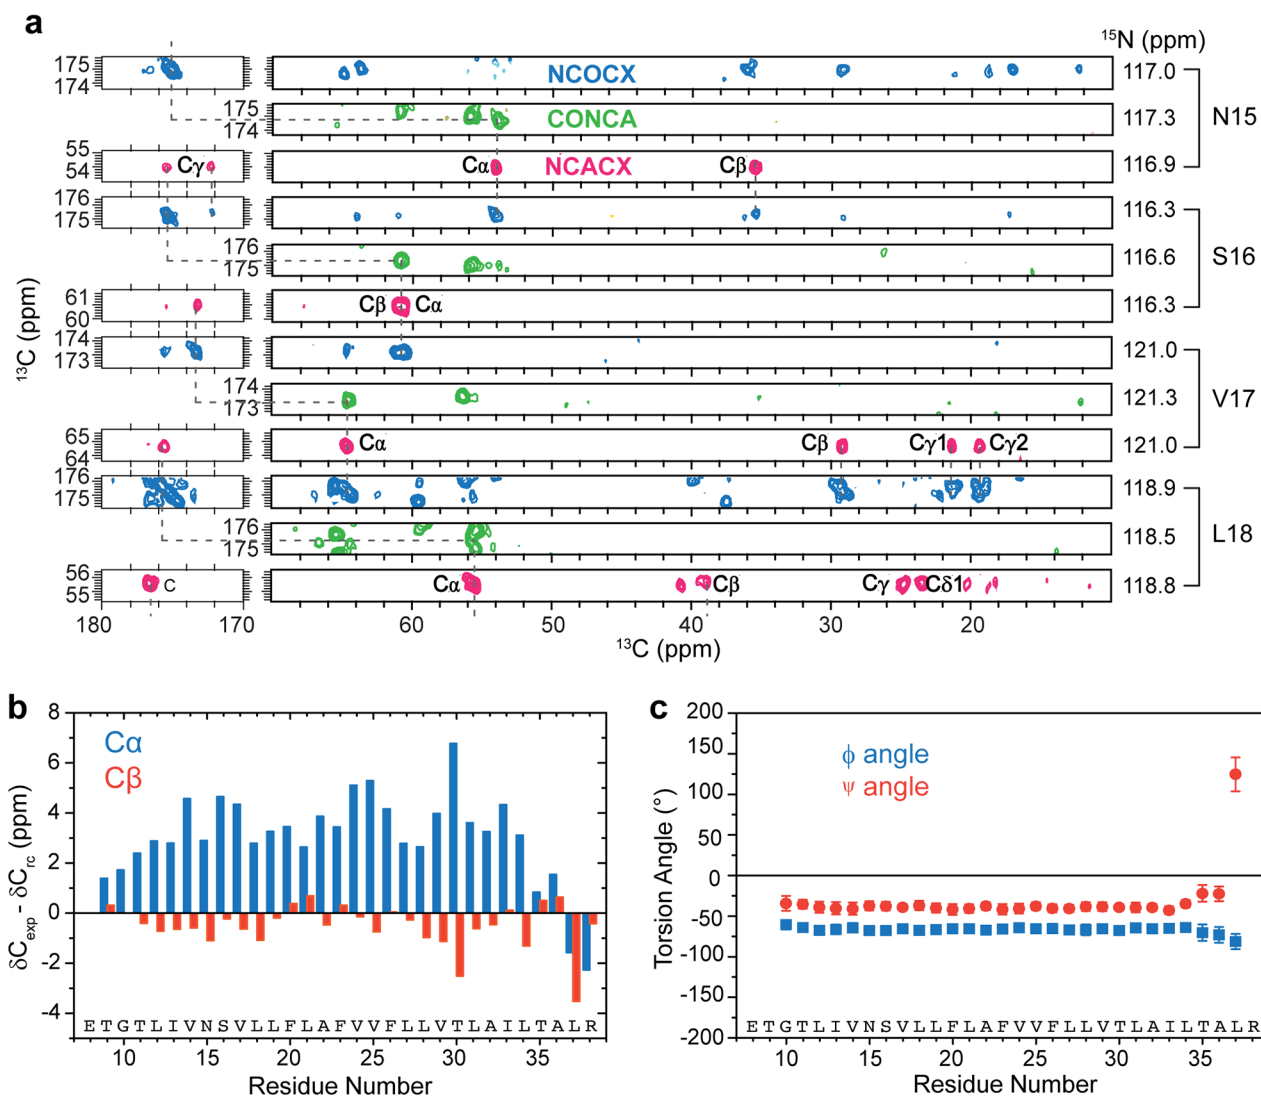 a
¹⁵N (ppm)
175
174
NCOCX
117.0
175
174
CONCA
117.3
N15
55
54
Cγ
Cα
NCACX
Cβ
116.9
176
175
116.3
176
175
116.6
S16
61
60
Cβ
Cα
116.3
174
173
121.0
174
173
121.3
V17
65
64
Cα
Cβ
Cγ1
Cγ2
121.0
176
175
118.9
176
175
118.5
L18
56
55
C
Cα
Cβ
Cγ
Cδ1
118.8
¹³C (ppm)
180 170 60 50 40 30 20
¹³C (ppm)
b
8
6
4
2
0
-2
-4
δCexp - δCrc (ppm)
Cα
Cβ
E T G T L I V N S V L L F L A F V V F L L V T L A I L T A L R
10 15 20 25 30 35
Residue Number
c
200
150
100
50
0
-50
-100
-150
-200
Torsion Angle (°)
ϕ angle
ψ angle
E T G T L I V N S V L L F L A F V V F L L V T L A I L T A L R
10 15 20 25 30 35
Residue Number